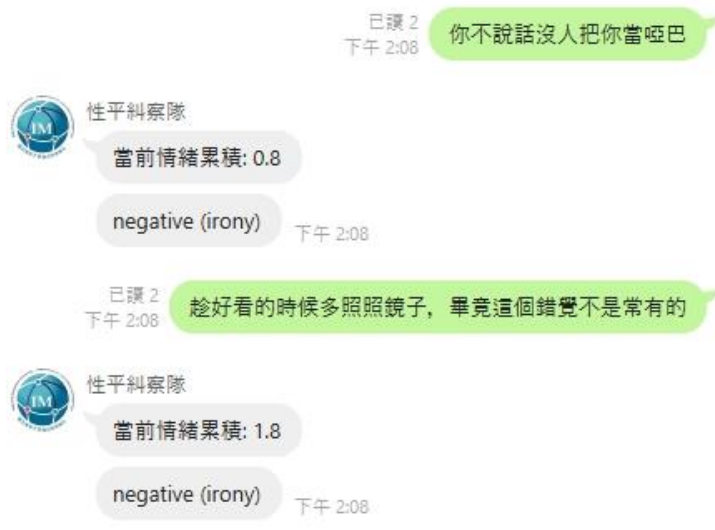 已讀 2
下午 2:08
你不說話沒人把你當啞巴
IM
性平糾察隊
當前情緒累積: 0.8
negative (irony)
下午 2:08
已讀 2
下午 2:08
趁好看的時候多照照鏡子，畢竟這個錯覺不是常有的
IM
性平糾察隊
當前情緒累積: 1.8
negative (irony)
下午 2:08